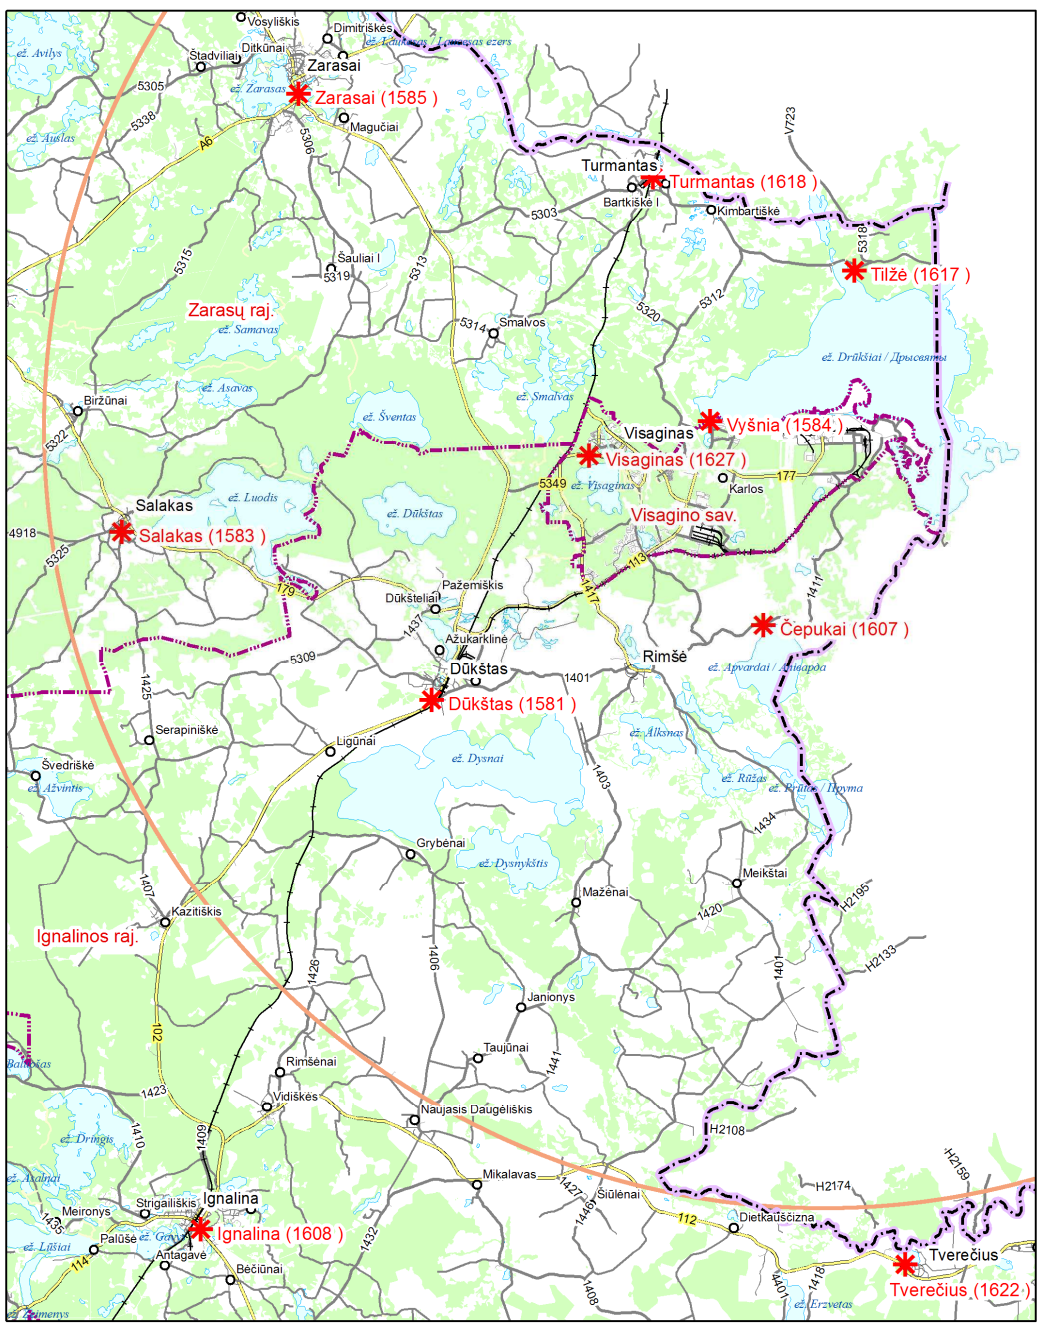 Vosyliškis
Dimitriškės
ež. Laukesas / Laucesas ezers
Ditkūnai
ež. Avilys
Štadviliai
Zarasai
5305
ež. Zarasas
Zarasai (1585 )
V723
5338
Magučiai
ež. Auslas
A6
5306
Turmantas
Turmantas (1618 )
Bartkiškė I
5303
Kimbartiškė
5318
5315
Šauliai I
5319
5313
Tilžė (1617 )
5312
Zarasų raj.
5320
ež. Samavas
5314
Smalvos
ež. Drūkšiai / Дрысвяты
ež. Asavas
Biržūnai
ež. Smalvas
ež. Šventas
5322
Vyšnia (1584 )
Visaginas
Visaginas (1627 )
177
5349
ež. Visaginas
Karlos
ež. Luodis
Salakas
ež. Dūkštas
Visagino sav.
4918
Salakas (1583 )
5325
113
179
Pažemiškis
1411
Dūkšteliai
1417
1437
Čepukai (1607 )
Ažukarklinė
5309
Rimšė
Dūkštas
ež. Apvardai / Апіварда
1401
1425
Dūkštas (1581 )
Serapiniškė
ež. Alksnas
Ligūnai
ež. Dysnai
Švedriškė
1403
ež. Rūžas
ež. Ažvintis
ež. Prūtas / Прута
1434
Grybėnai
ež. Dysnykštis
Meikštai
1407
Mažėnai
H2195
Kazitiškis
1420
Ignalinos raj.
1406
H2133
1426
1401
Janionys
102
Taujūnai
Rimšėnai
1441
Baluošas
1423
Vidiškės
Naujasis Daugėliškis
1410
1409
H2108
ež. Dringis
H2159
ež. Asalnai
Mikalavas
1427
H2174
Strigailiškis
Ignalina
Šiūlėnai
Meironys
1435
1446
112
Dietkauščizna
Ignalina (1608 )
Palūšė
ež. Gavys
1432
ež. Lūšiai
Antagavė
Tverečius
114
Bėčiūnai
1418
4401
1408
Tverečius (1622 )
ež. Erzvetas
ež. Žeimenys